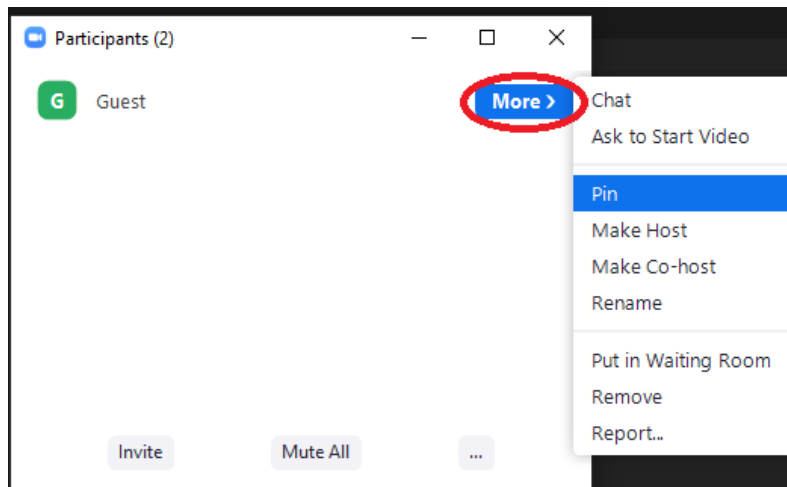 Participants (2)
G Guest More >
Chat
Ask to Start Video
Pin
Make Host
Make Co-host
Rename
Put in Waiting Room
Remove
Report...
Invite Mute All ...